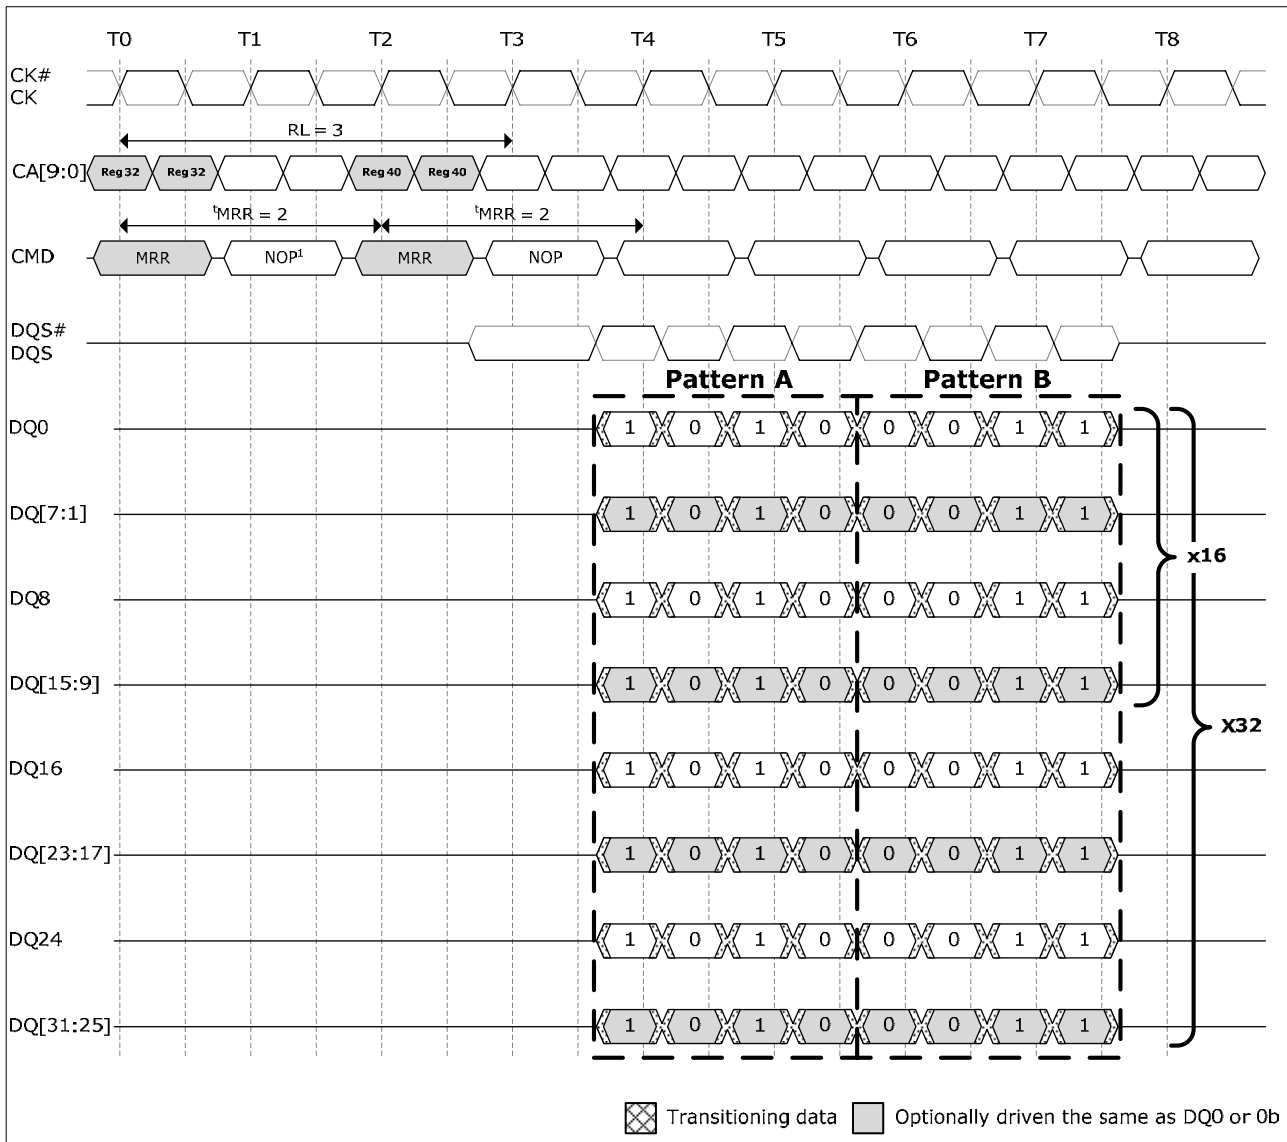 T0 T1 T2 T3 T4 T5 T6 T7 T8
CK#
CK
RL = 3
CA[9:0] Reg 32 Reg 32 Reg 40 Reg 40
tMRR = 2 tMRR = 2
CMD MRR NOP1 MRR NOP
DQS#
DQS
Pattern A Pattern B
DQ0 1 0 1 0 0 0 1 1
DQ[7:1] 1 0 1 0 0 0 1 1
x16
DQ8 1 0 1 0 0 0 1 1
DQ[15:9] 1 0 1 0 0 0 1 1
X32
DQ16 1 0 1 0 0 0 1 1
DQ[23:17] 1 0 1 0 0 0 1 1
DQ24 1 0 1 0 0 0 1 1
DQ[31:25] 1 0 1 0 0 0 1 1
Transitioning data Optionally driven the same as DQ0 or 0b